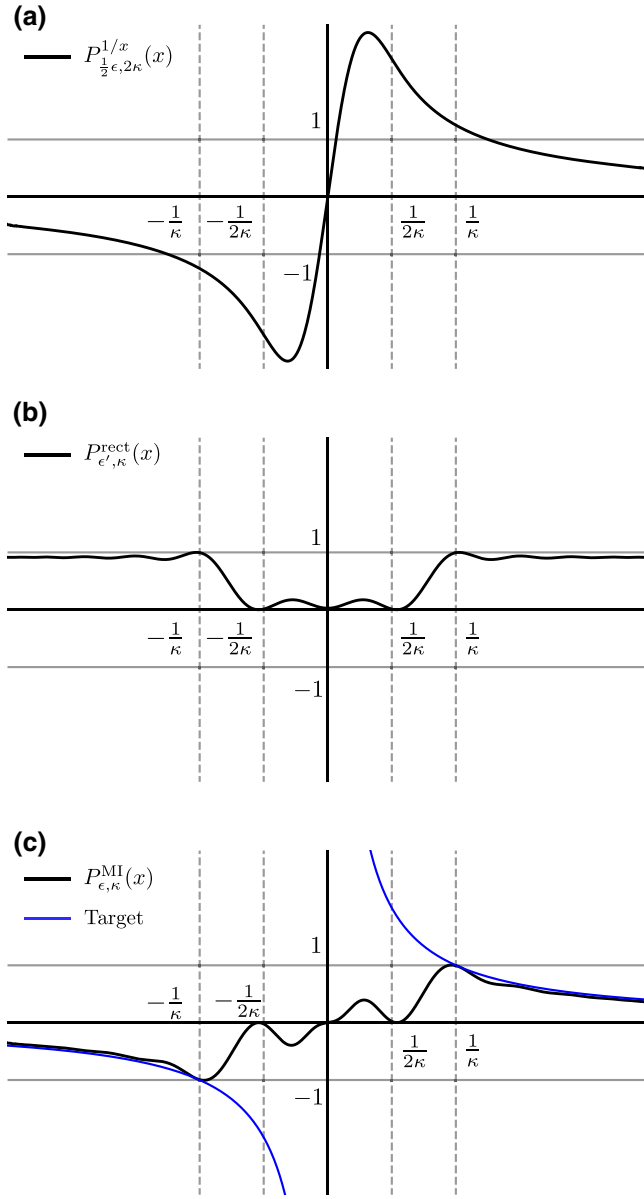 (a)
P^{1/x}_{\frac{1}{2}\epsilon,2\kappa}(x)
1
-\frac{1}{\kappa} -\frac{1}{2\kappa} \frac{1}{2\kappa} \frac{1}{\kappa}
-1
(b)
P^{rect}_{\epsilon',\kappa}(x)
1
-\frac{1}{\kappa} -\frac{1}{2\kappa} \frac{1}{2\kappa} \frac{1}{\kappa}
-1
(c)
P^{MI}_{\epsilon,\kappa}(x)
Target
1
-\frac{1}{\kappa} -\frac{1}{2\kappa}
\frac{1}{2\kappa} \frac{1}{\kappa}
-1